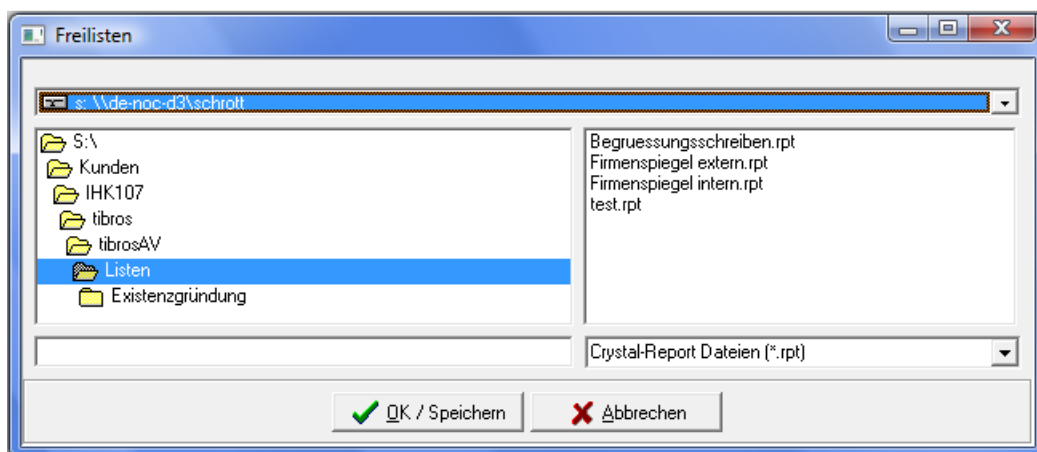 Freilisten
s: \\de-noc-d3\schrott
S:\
Kunden
IHK107
tibros
tibrosAV
Listen
Existenzgründung
Begruessungsschreiben.rpt
Firmenspiegel extern.rpt
Firmenspiegel intern.rpt
test.rpt
Crystal-Report Dateien (*.rpt)
OK / Speichern
Abbrechen